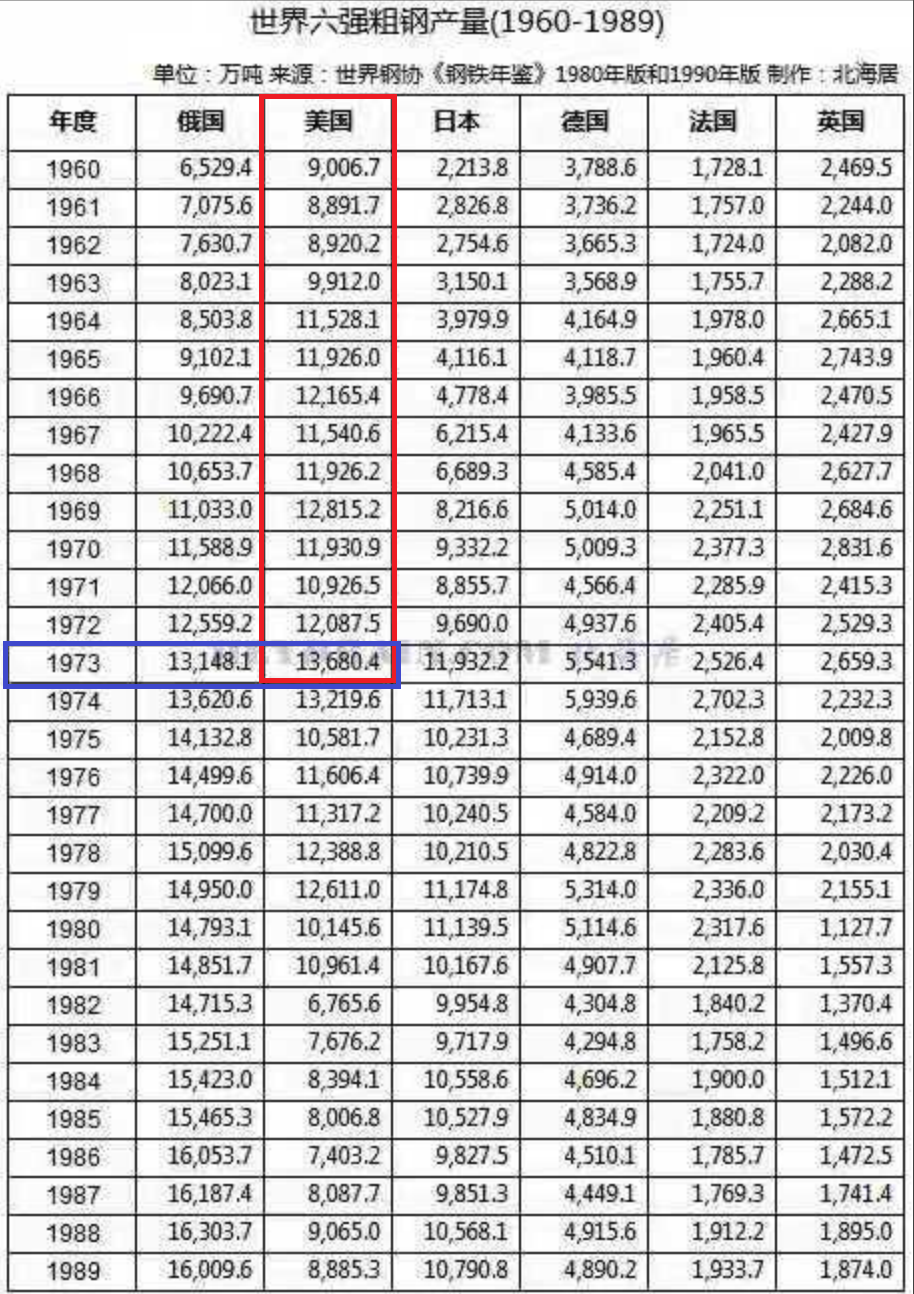 世界六强粗钢产量(1960-1989)
单位：万吨 来源：世界钢协《钢铁年鉴》1980年版和1990年版 制作：北海居
年度 俄国 美国 日本 德国 法国 英国
1960 6,529.4 9,006.7 2,213.8 3,788.6 1,728.1 2,469.5
1961 7,075.6 8,891.7 2,826.8 3,736.2 1,757.0 2,244.0
1962 7,630.7 8,920.2 2,754.6 3,665.3 1,724.0 2,082.0
1963 8,023.1 9,912.0 3,150.1 3,568.9 1,755.7 2,288.2
1964 8,503.8 11,528.1 3,979.9 4,164.9 1,978.0 2,665.1
1965 9,102.1 11,926.0 4,116.1 4,118.7 1,960.4 2,743.9
1966 9,690.7 12,165.4 4,778.4 3,985.5 1,958.5 2,470.5
1967 10,222.4 11,540.6 6,215.4 4,133.6 1,965.5 2,427.9
1968 10,653.7 11,926.2 6,689.3 4,585.4 2,041.0 2,627.7
1969 11,033.0 12,815.2 8,216.6 5,014.0 2,251.1 2,684.6
1970 11,588.9 11,930.9 9,332.2 5,009.3 2,377.3 2,831.6
1971 12,066.0 10,926.5 8,855.7 4,566.4 2,285.9 2,415.3
1972 12,559.2 12,087.5 9,690.0 4,937.6 2,405.4 2,529.3
1973 13,148.1 13,680.4 11,932.2 5,541.3 2,526.4 2,659.3
1974 13,620.6 13,219.6 11,713.1 5,939.6 2,702.3 2,232.3
1975 14,132.8 10,581.7 10,231.3 4,689.4 2,152.8 2,009.8
1976 14,499.6 11,606.4 10,739.9 4,914.0 2,322.0 2,226.0
1977 14,700.0 11,317.2 10,240.5 4,584.0 2,209.2 2,173.2
1978 15,099.6 12,388.8 10,210.5 4,822.8 2,283.6 2,030.4
1979 14,950.0 12,611.0 11,174.8 5,314.0 2,336.0 2,155.1
1980 14,793.1 10,145.6 11,139.5 5,114.6 2,317.6 1,127.7
1981 14,851.7 10,961.4 10,167.6 4,907.7 2,125.8 1,557.3
1982 14,715.3 6,765.6 9,954.8 4,304.8 1,840.2 1,370.4
1983 15,251.1 7,676.2 9,717.9 4,294.8 1,758.2 1,496.6
1984 15,423.0 8,394.1 10,558.6 4,696.2 1,900.0 1,512.1
1985 15,465.3 8,006.8 10,527.9 4,834.9 1,880.8 1,572.2
1986 16,053.7 7,403.2 9,827.5 4,510.1 1,785.7 1,472.5
1987 16,187.4 8,087.7 9,851.3 4,449.1 1,769.3 1,741.4
1988 16,303.7 9,065.0 10,568.1 4,915.6 1,912.2 1,895.0
1989 16,009.6 8,885.3 10,790.8 4,890.2 1,933.7 1,874.0